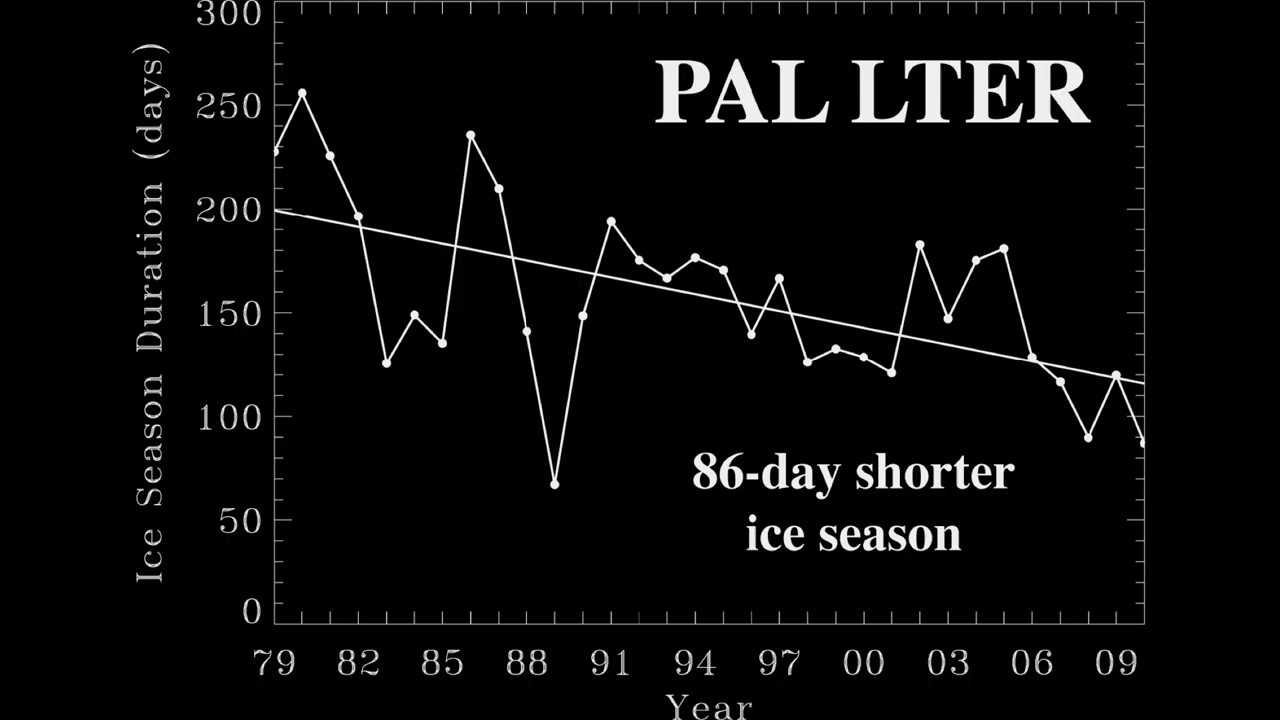 PAL LTER
86-day shorter
ice season
Ice Season Duration (days)
300
250
200
150
100
50
0
79 82 85 88 91 94 97 00 03 06 09
Year